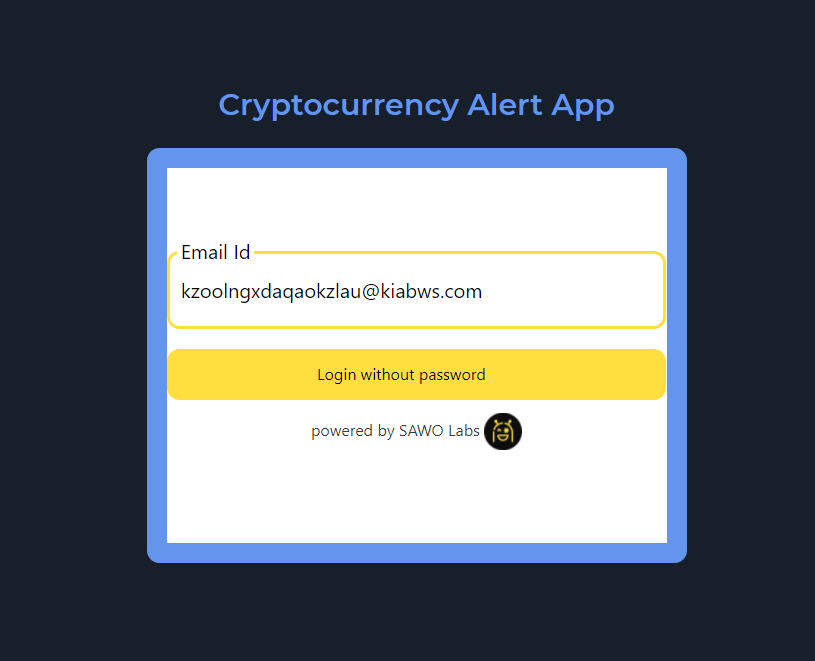 Cryptocurrency Alert App
Email Id
kzoolngxdaqaokzlau@kiabws.com
Login without password
powered by SAWO Labs